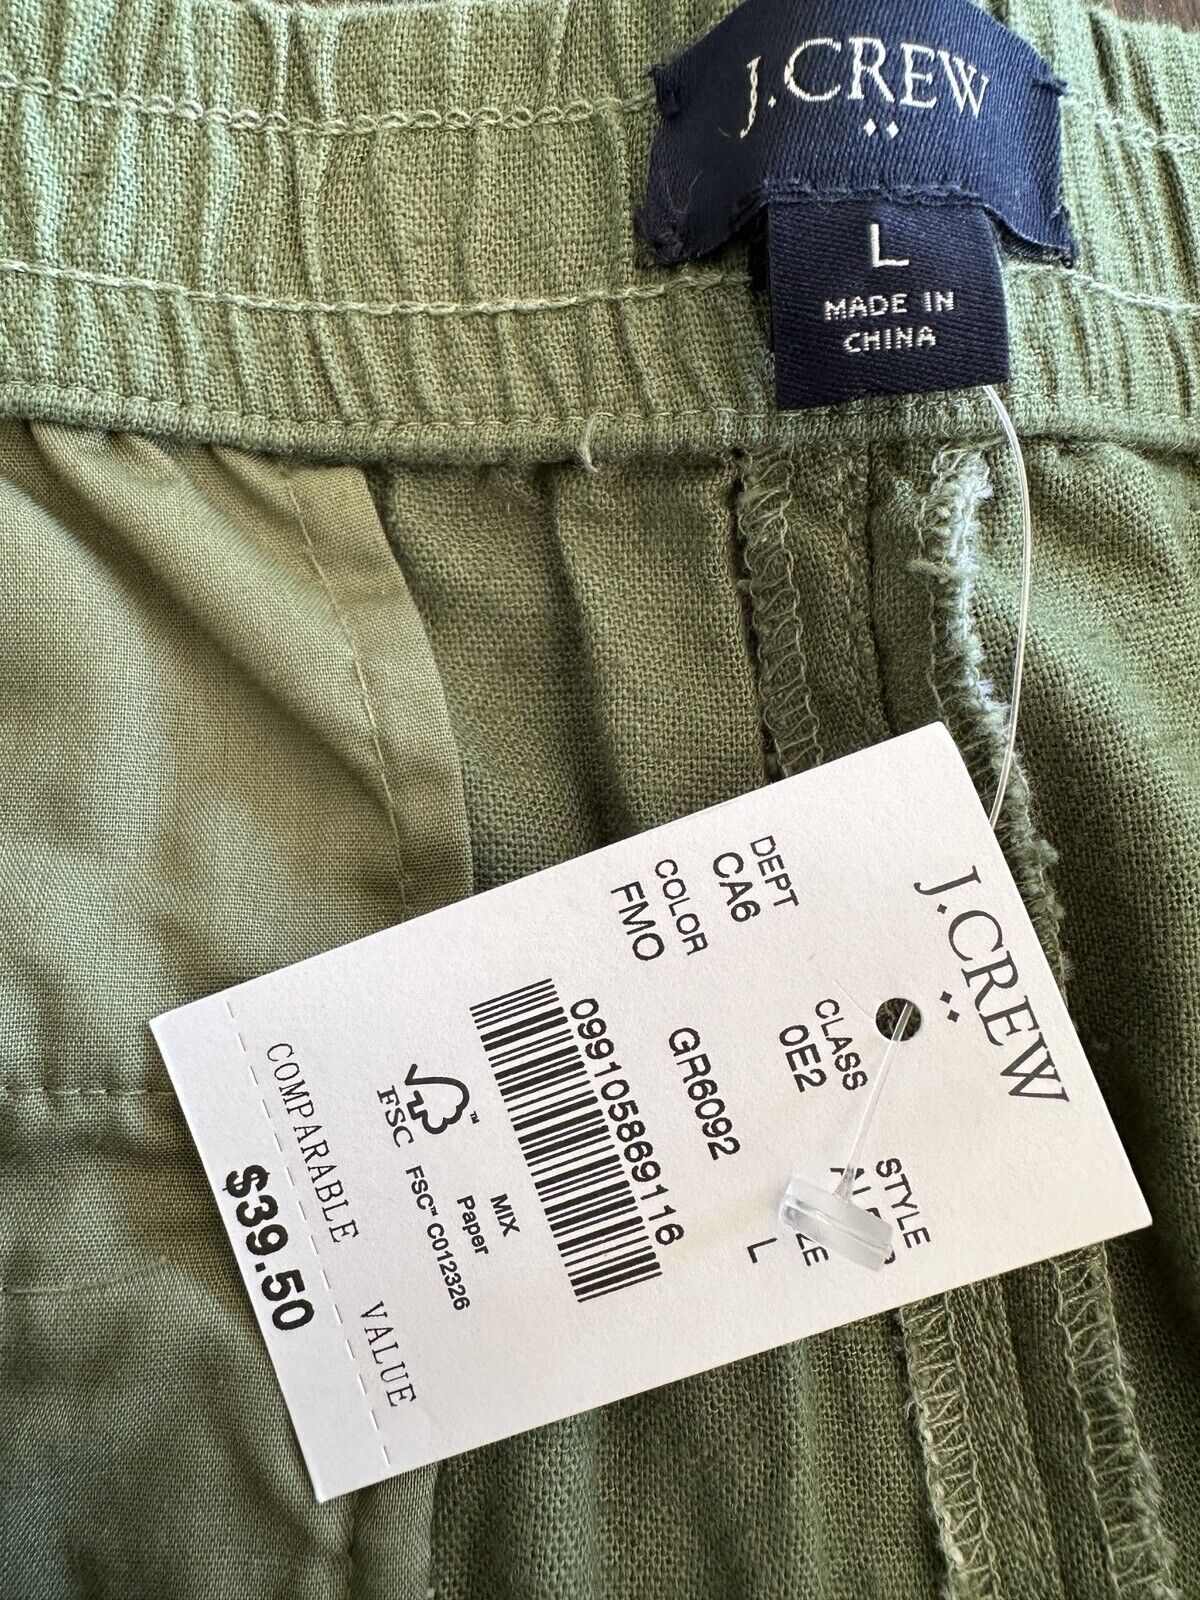 J.CREW
L
MADE IN
CHINA
J.CREW
DEPT
CA6
CLASS
0E2
STYLE
COLOR
FMO
GR6092
L
099105869116
FSC
MIX
Paper
FSC™ C012326
COMPARABLE VALUE
$39.50